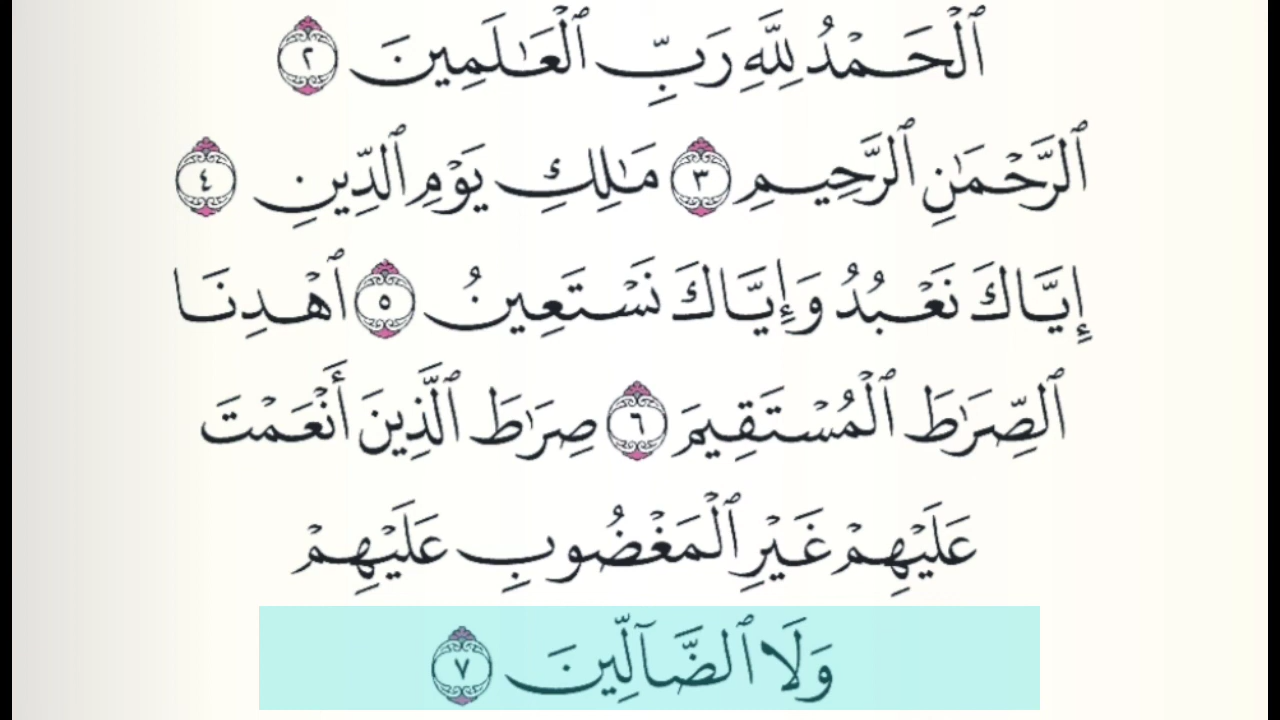 ٱلۡحَمۡدُ لِلَّهِ رَبِّ ٱلۡعَٰلَمِينَ ٢
ٱلرَّحۡمَٰنِ ٱلرَّحِيمِ ٣ مَٰلِكِ يَوۡمِ ٱلدِّينِ ٤
إِيَّاكَ نَعۡبُدُ وَإِيَّاكَ نَسۡتَعِينُ ٥ ٱهۡدِنَا
ٱلصِّرَٰطَ ٱلۡمُسۡتَقِيمَ ٦ صِرَٰطَ ٱلَّذِينَ أَنۡعَمۡتَ
عَلَيۡهِمۡ غَيۡرِ ٱلۡمَغۡضُوبِ عَلَيۡهِمۡ
وَلَا ٱلضَّآلِّينَ ٧